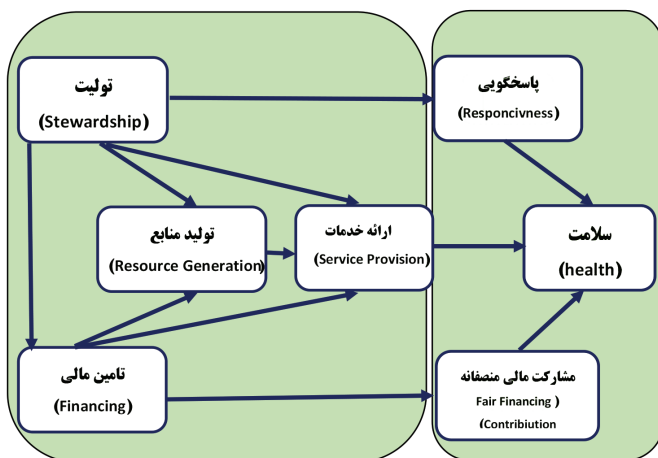 تولیت
(Stewardship)
پاسخگویی
(Responcivness)
تولید منابع
(Resource Generation)
ارائه خدمات
(Service Provision)
سلامت
(health)
تامین مالی
(Financing)
مشارکت مالی منصفانه
Fair Financing )
(Contribiution